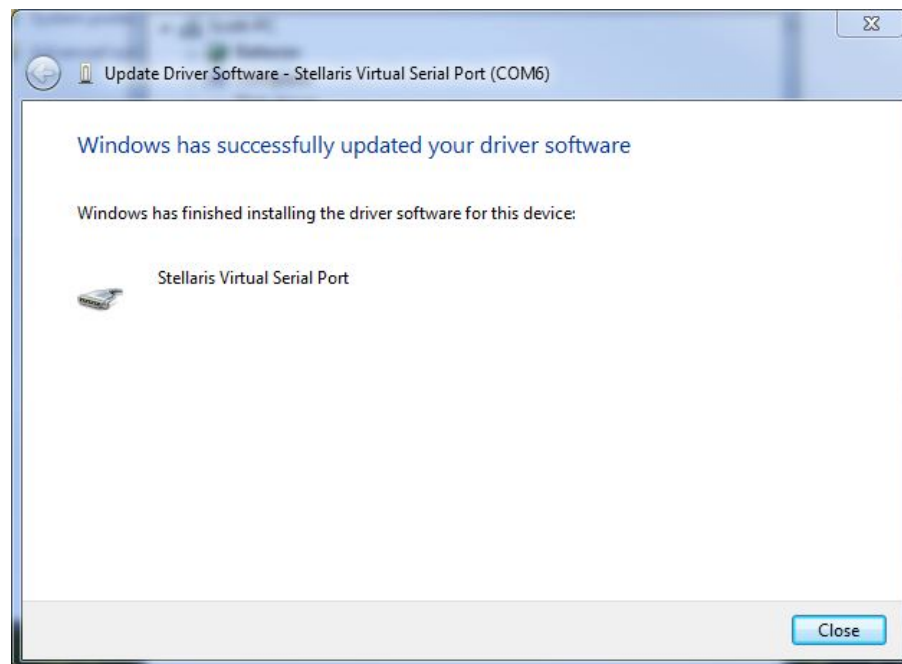 Update Driver Software - Stellaris Virtual Serial Port (COM6)
Windows has successfully updated your driver software
Windows has finished installing the driver software for this device:
Stellaris Virtual Serial Port
Close